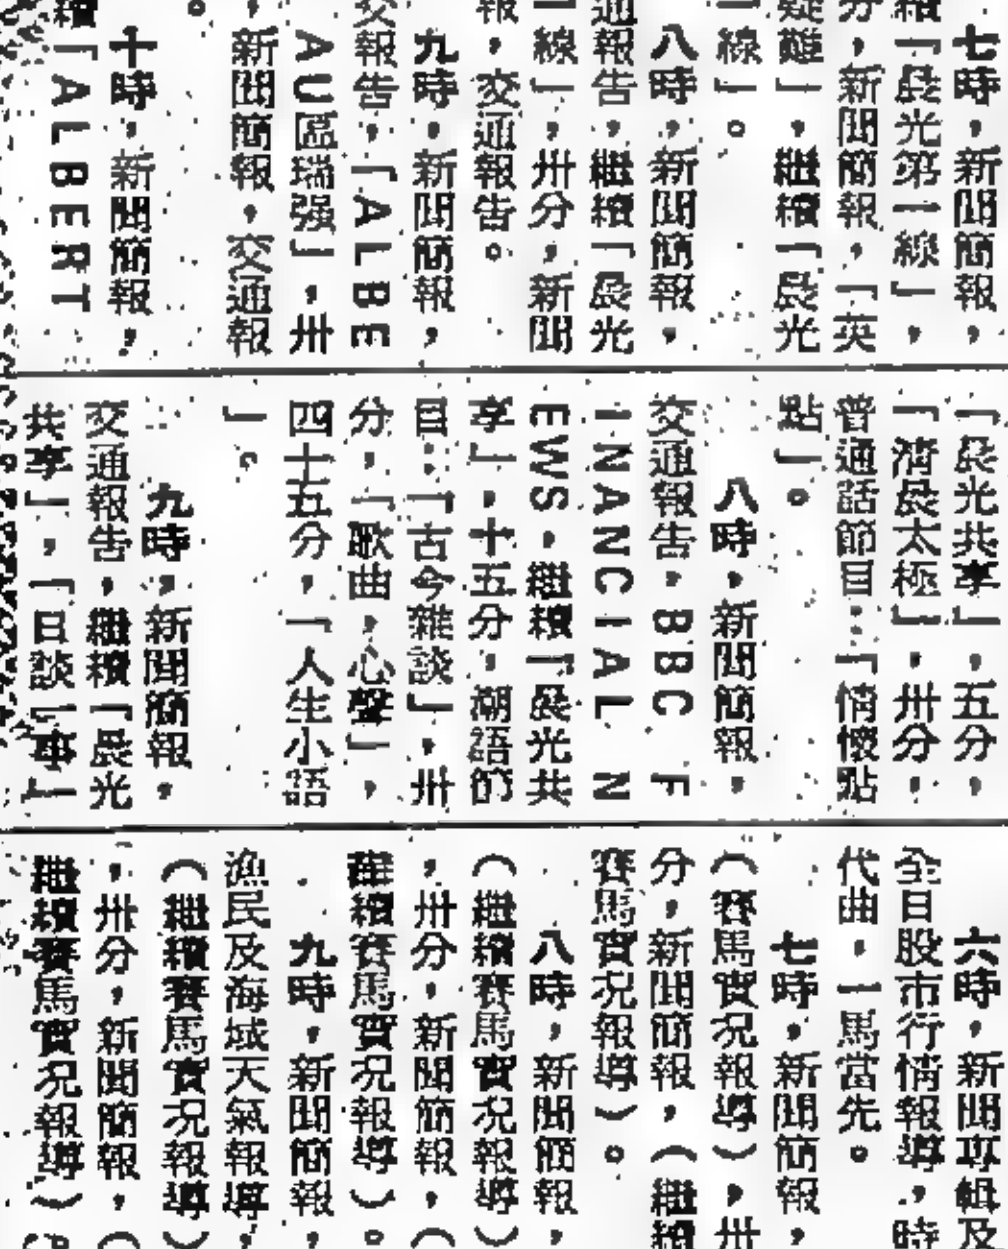 七時，新聞簡報，
續「晨光第一線」，
分，新聞簡報，「英
疑難」，繼續「晨光
一線」。
八時，新聞簡報，
通報告，繼續「晨光
一線」，卅分，新聞
報，交通報告。
九時，新聞簡報，
交報告，「ALBE
AU區瑞强」，卅
，新聞簡報，交通報
。
十時，新聞簡報，
續「ALBERT
「晨光共享」，五分，
「清晨太極」，卅分，
普通話節目：「情懷點
點」。
八時，新聞簡報，
交通報告，BBC F
INANCIAL N
EWS，繼續「晨光共
享」，十五分，潮語節
目：「古今雜談」，卅
分，「歌曲，心聲」，
四十五分，「人生小語
」。
九時，新聞簡報，
交通報告，繼續「晨光
共享」，「日談一事」
六時，新聞專輯及
全日股市行情報導，時
代曲，一馬當先。
七時，新聞簡報，
（賽馬實況報導），卅
分，新聞簡報，（繼續
賽馬實況報導）。
八時，新聞簡報，
（繼續賽馬實況報導）
，卅分，新聞簡報，（
繼續賽馬實況報導）。
九時，新聞簡報，
漁民及海域天氣報導，
（繼續賽馬實況報導）
，卅分，新聞簡報，（
繼續賽馬實況報導）。